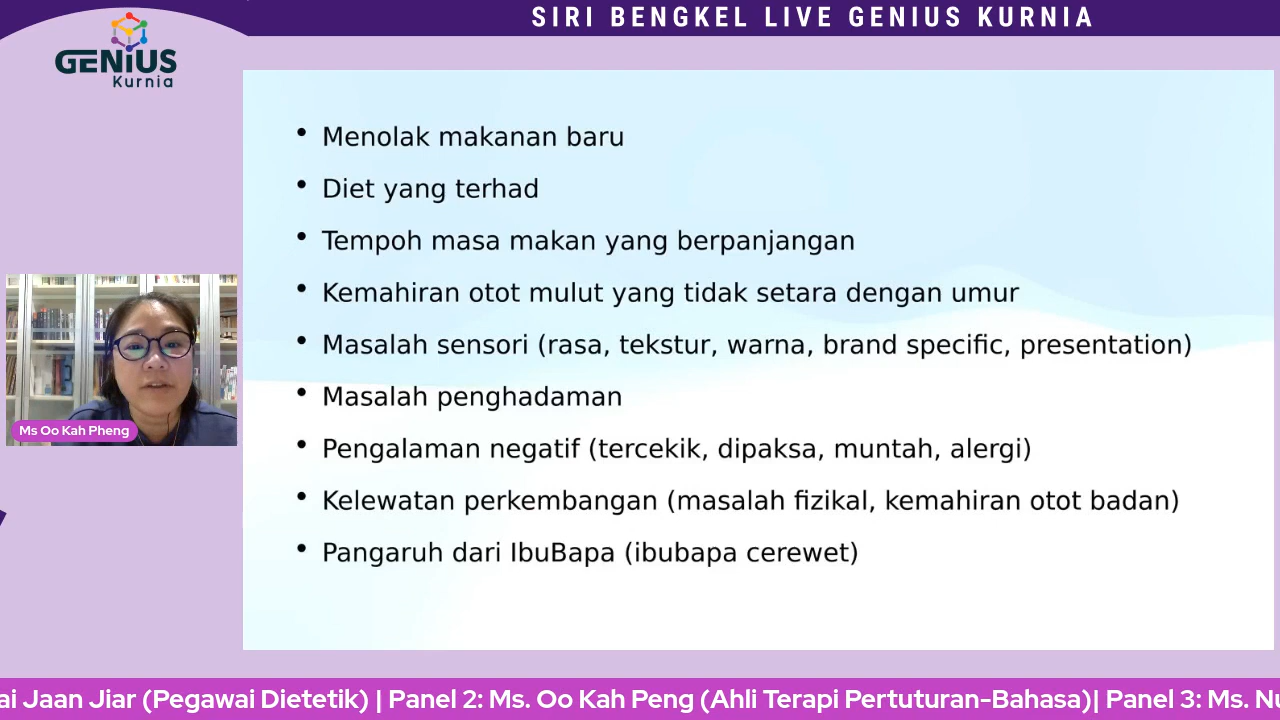 SIRI BENGKEL LIVE GENIUS KURNIA
GENIUS
Kurnia
• Menolak makanan baru
• Diet yang terhad
• Tempoh masa makan yang berpanjangan
• Kemahiran otot mulut yang tidak setara dengan umur
• Masalah sensori (rasa, tekstur, warna, brand specific, presentation)
• Masalah penghadaman
• Pengalaman negatif (tercekik, dipaksa, muntah, alergi)
• Kelewatan perkembangan (masalah fizikal, kemahiran otot badan)
• Pangaruh dari IbuBapa (ibubapa cerewet)
Ms Oo Kah Pheng
Jaan Jiar (Pegawai Dietetik) | Panel 2: Ms. Oo Kah Peng (Ahli Terapi Pertuturan-Bahasa)| Panel 3: Ms.